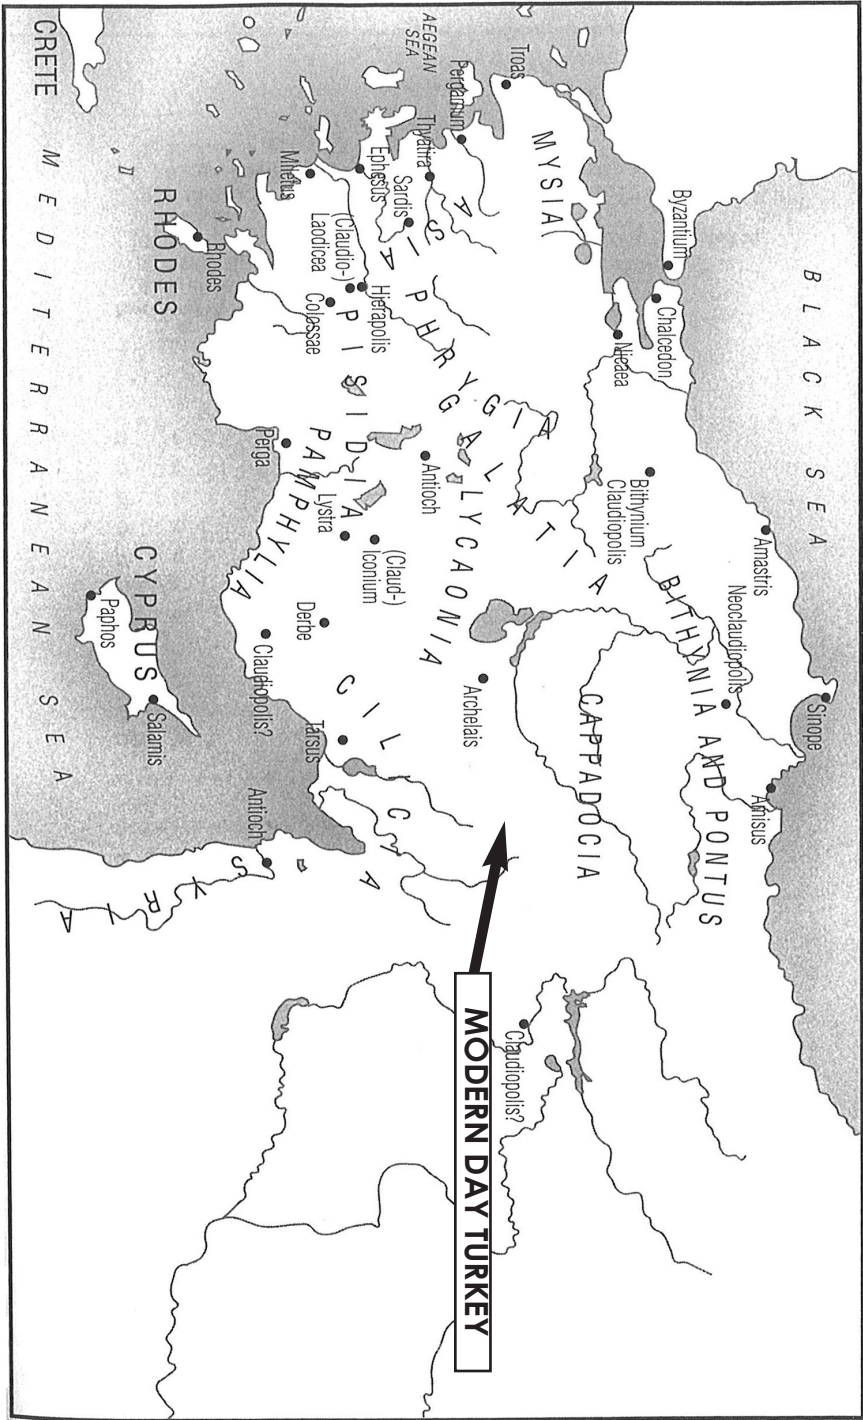 BLACK SEA
Sinope
Amastris
Amisus
Neoclaudiopolis
Byzantium
Chalcedon
Bithynium
Claudiopolis
BITHYNIA AND PONTUS
Nicaea
MYSIA
Troas
AEGEAN
SEA
Pergamum
Thyatira
ASIA
Sardis
Ephesus
Miletus
PHRYGIA
GALATIA
CAPPADOCIA
Claudiopolis?
MODERN DAY TURKEY
Archelais
LYCAONIA
Antioch
Hierapolis
(Claudio-)
Laodicea
Colossae
PISIDIA
(Claud-)
Iconium
Lystra
Derbe
Perga
PAMPHYLIA
Claudiopolis?
CILICIA
Tarsus
Antioch
SYRIA
Rhodes
RHODES
CYPRUS
Salamis
Paphos
CRETE
MEDITERRANEAN SEA